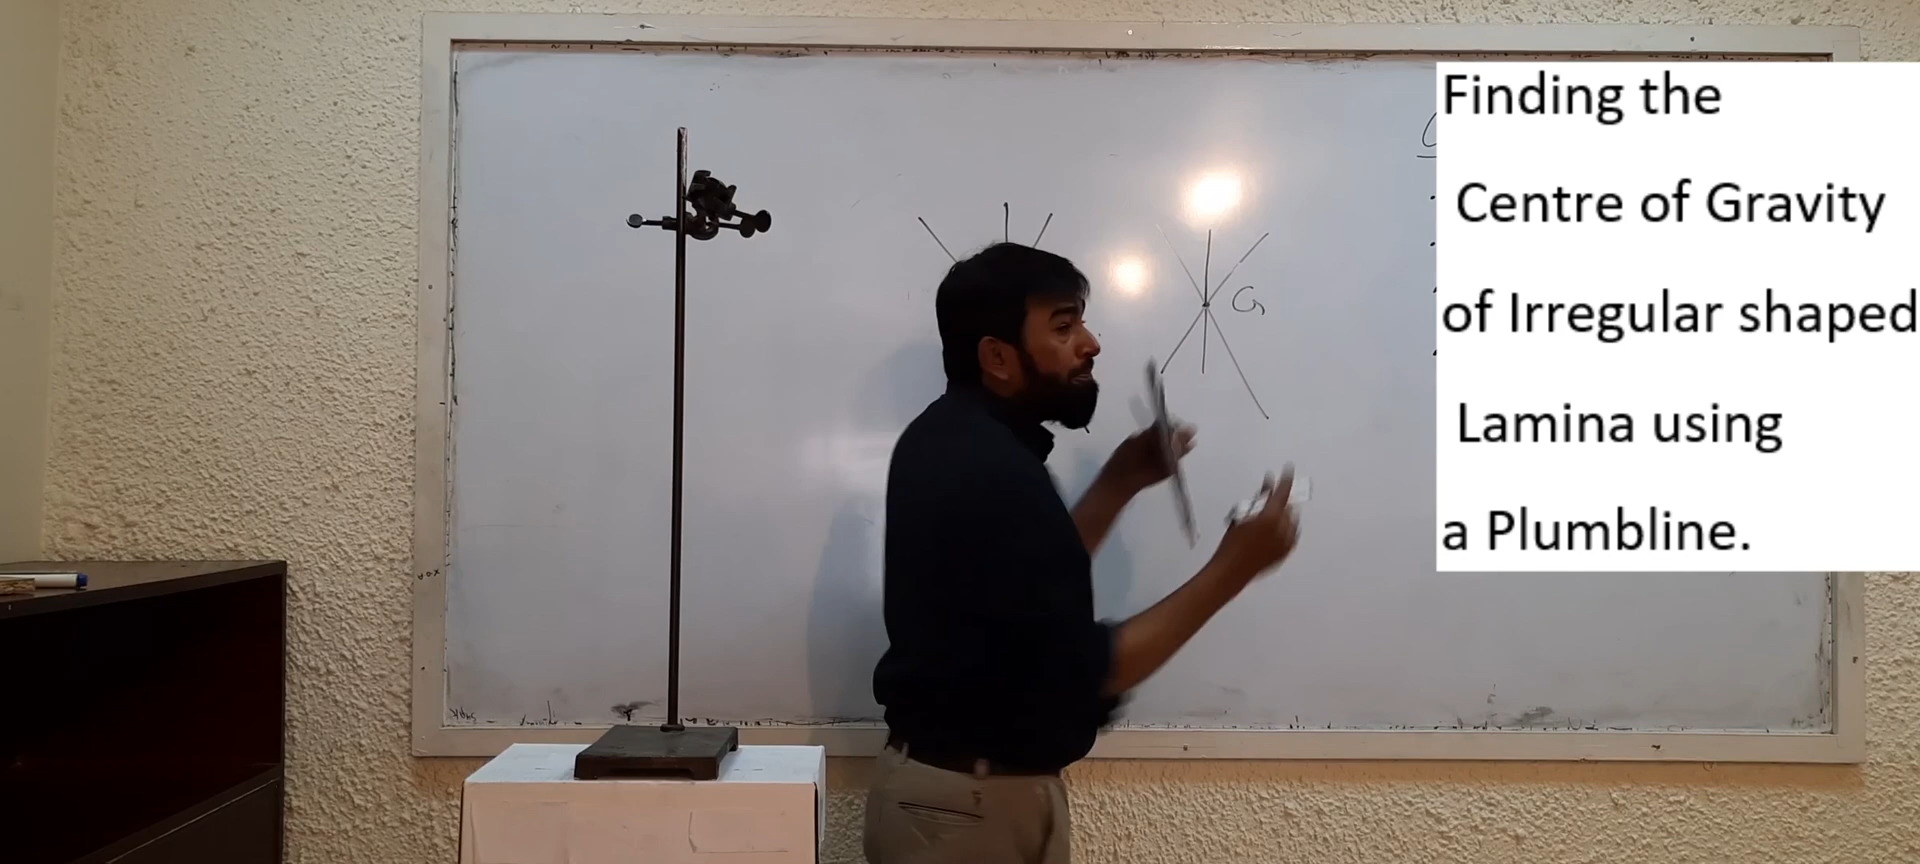 Finding the
Centre of Gravity
of Irregular shaped
Lamina using
a Plumbline.
G